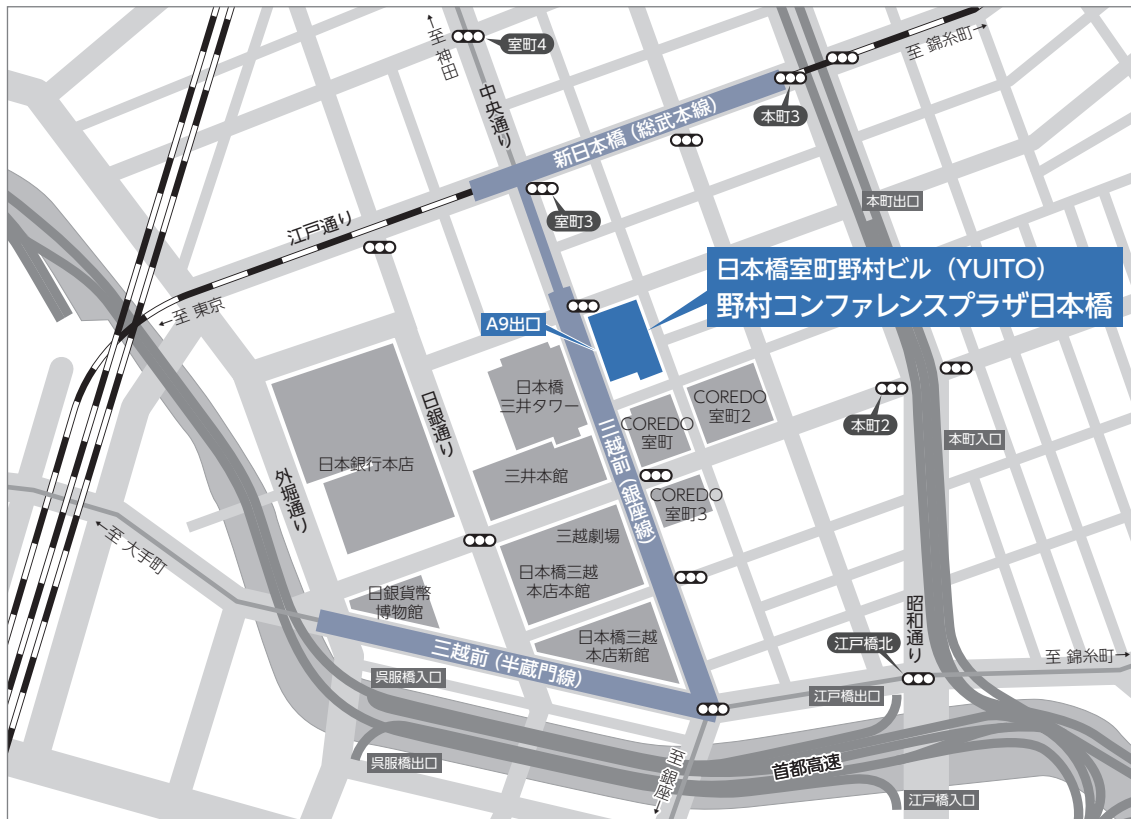 ←至 神田
室町4
至 錦糸町→
中央通り
本町3
新日本橋（総武本線）
室町3
本町出口
江戸通り
←至 東京
日本橋室町野村ビル（YUITO）
野村コンファレンスプラザ日本橋
A9出口
日本橋
三井タワー
COREDO
室町2
COREDO
室町
本町2
本町入口
日銀通り
日本銀行本店
三井本館
三越前（銀座線）
COREDO
室町3
外堀通り
←至 大手町
三越劇場
日本橋三越
本店本館
日銀貨幣
博物館
日本橋三越
本店新館
昭和通り
江戸橋北
至 錦糸町→
三越前（半蔵門線）
呉服橋入口
江戸橋出口
呉服橋出口
至 銀座→
首都高速
江戸橋入口